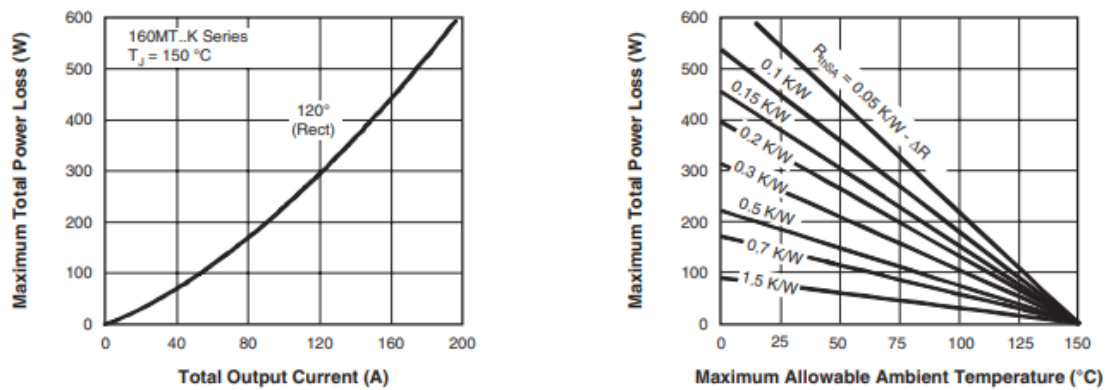 Maximum Total Power Loss (W)
600
500
400
300
200
100
0
160MT..K Series
T_J = 150 °C
120°
(Rect)
0 40 80 120 160 200
Total Output Current (A)
Maximum Total Power Loss (W)
600
500
400
300
200
100
0
R_thSA = 0.05 K/W - ΔR
0.1 K/W
0.15 K/W
0.2 K/W
0.3 K/W
0.5 K/W
0.7 K/W
1.5 K/W
0 25 50 75 100 125 150
Maximum Allowable Ambient Temperature (°C)